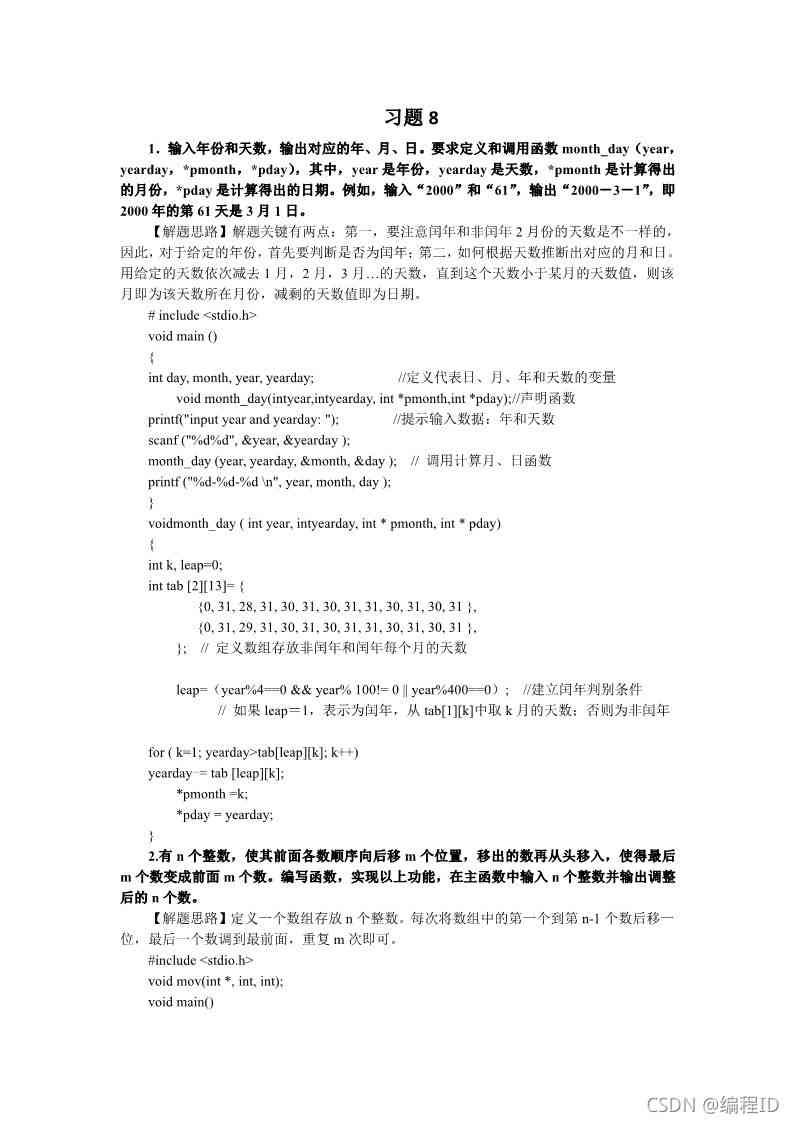 习题 8
1．输入年份和天数，输出对应的年、月、日。要求定义和调用函数 month_day（year，
yearday，*pmonth，*pday），其中，year 是年份，yearday 是天数，*pmonth 是计算得出
的月份，*pday 是计算得出的日期。例如，输入“2000”和“61”，输出“2000－3－1”，即
2000 年的第 61 天是 3 月 1 日。
【解题思路】解题关键有两点：第一，要注意闰年和非闰年 2 月份的天数是不一样的，
因此，对于给定的年份，首先要判断是否为闰年；第二，如何根据天数推断出对应的月和日。
用给定的天数依次减去 1 月，2 月，3 月…的天数，直到这个天数小于某月的天数值，则该
月即为该天数所在月份，减剩的天数值即为日期。
# include <stdio.h>
void main ()
{
int day, month, year, yearday; //定义代表日、月、年和天数的变量
void month_day(intyear,intyearday, int *pmonth,int *pday);//声明函数
printf("input year and yearday: "); //提示输入数据：年和天数
scanf ("%d%d", &year, &yearday );
month_day (year, yearday, &month, &day ); // 调用计算月、日函数
printf ("%d-%d-%d \n", year, month, day );
}
voidmonth_day ( int year, intyearday, int * pmonth, int * pday)
{
int k, leap=0;
int tab [2][13]= {
{0, 31, 28, 31, 30, 31, 30, 31, 31, 30, 31, 30, 31 },
{0, 31, 29, 31, 30, 31, 30, 31, 31, 30, 31, 30, 31 },
}; // 定义数组存放非闰年和闰年每个月的天数
leap=（year%4==0 && year% 100!= 0 || year%400==0）; //建立闰年判别条件
// 如果 leap＝1，表示为闰年，从 tab[1][k]中取 k 月的天数；否则为非闰年
for ( k=1; yearday>tab[leap][k]; k++)
yearday-= tab [leap][k];
*pmonth =k;
*pday = yearday;
}
2.有 n 个整数，使其前面各数顺序向后移 m 个位置，移出的数再从头移入，使得最后
m 个数变成前面 m 个数。编写函数，实现以上功能，在主函数中输入 n 个整数并输出调整
后的 n 个数。
【解题思路】定义一个数组存放 n 个整数。每次将数组中的第一个到第 n-1 个数后移一
位，最后一个数调到最前面，重复 m 次即可。
#include <stdio.h>
void mov(int *, int, int);
void main()
CSDN @编程ID